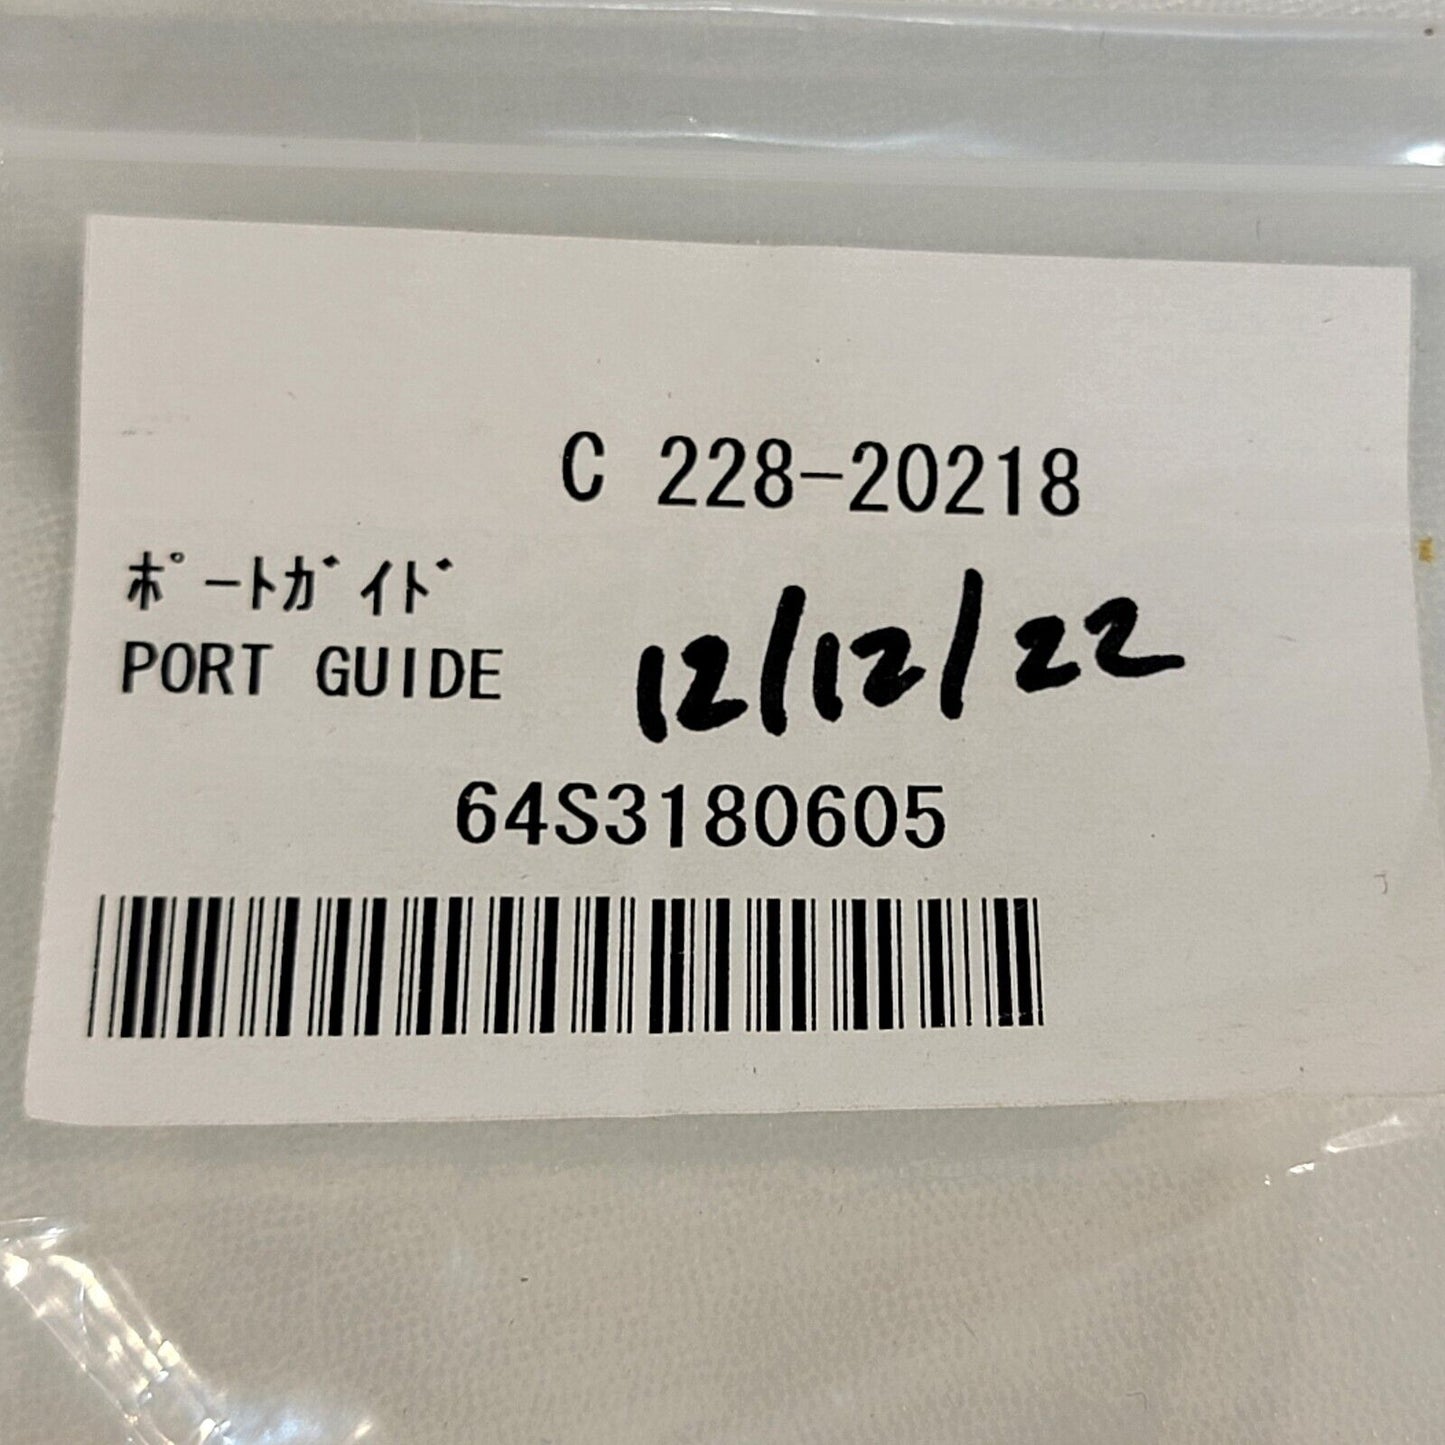 C 228-20218
ﾎﾟｰﾄｶﾞｲﾄﾞ
PORT GUIDE 12/12/22
64S3180605